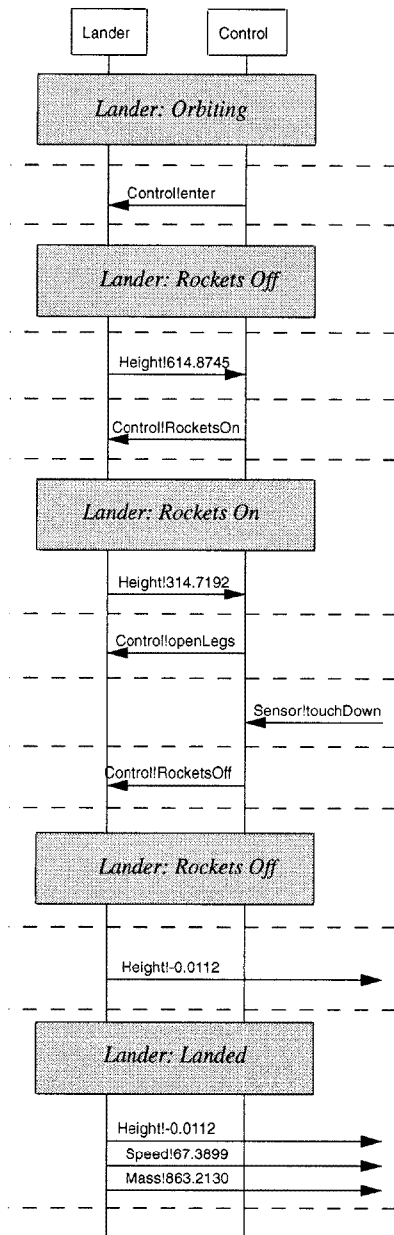 Lander Control
Lander: Orbiting
Control!enter
Lander: Rockets Off
Height!614.8745
Control!RocketsOn
Lander: Rockets On
Height!314.7192
Control!openLegs
Sensor!touchDown
Control!RocketsOff
Lander: Rockets Off
Height!-0.0112
Lander: Landed
Height!-0.0112
Speed!67.3899
Mass!863.2130